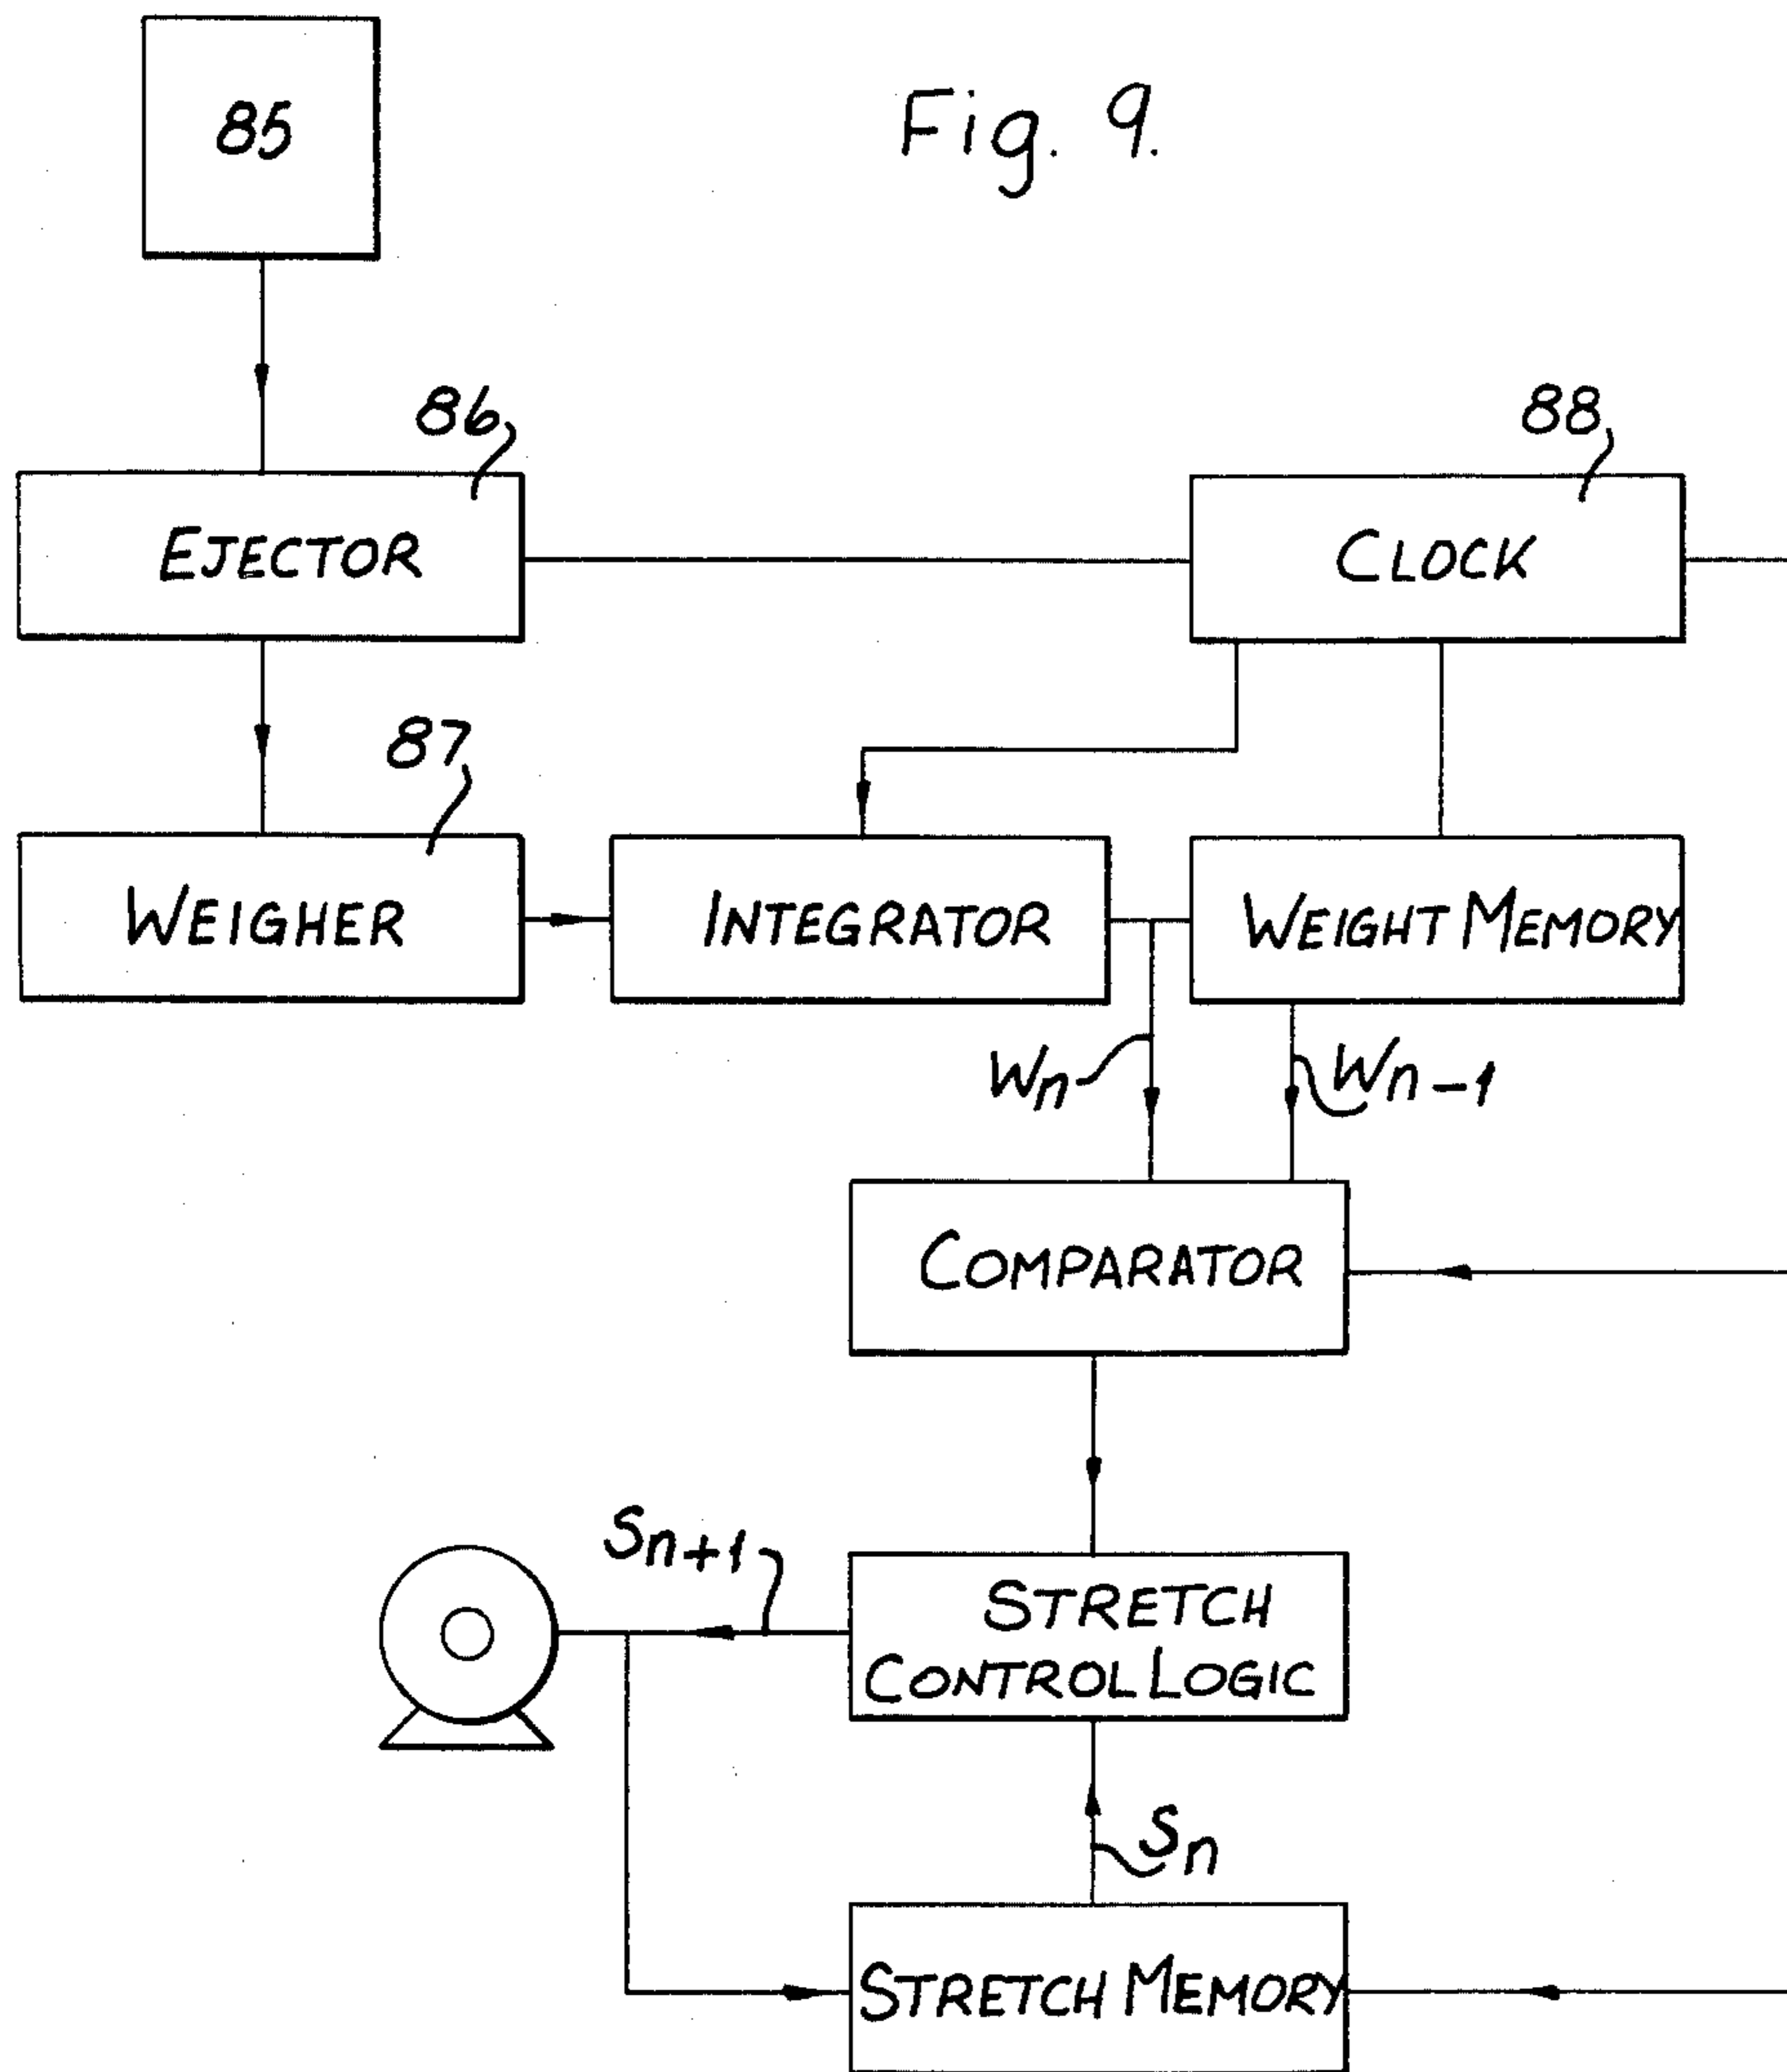 85
Fig. 9.
86
88
EJECTOR
CLOCK
87
WEIGHER
INTEGRATOR
WEIGHT MEMORY
Wn
Wn-1
COMPARATOR
Sn+1
STRETCH
CONTROL LOGIC
Sn
STRETCH MEMORY